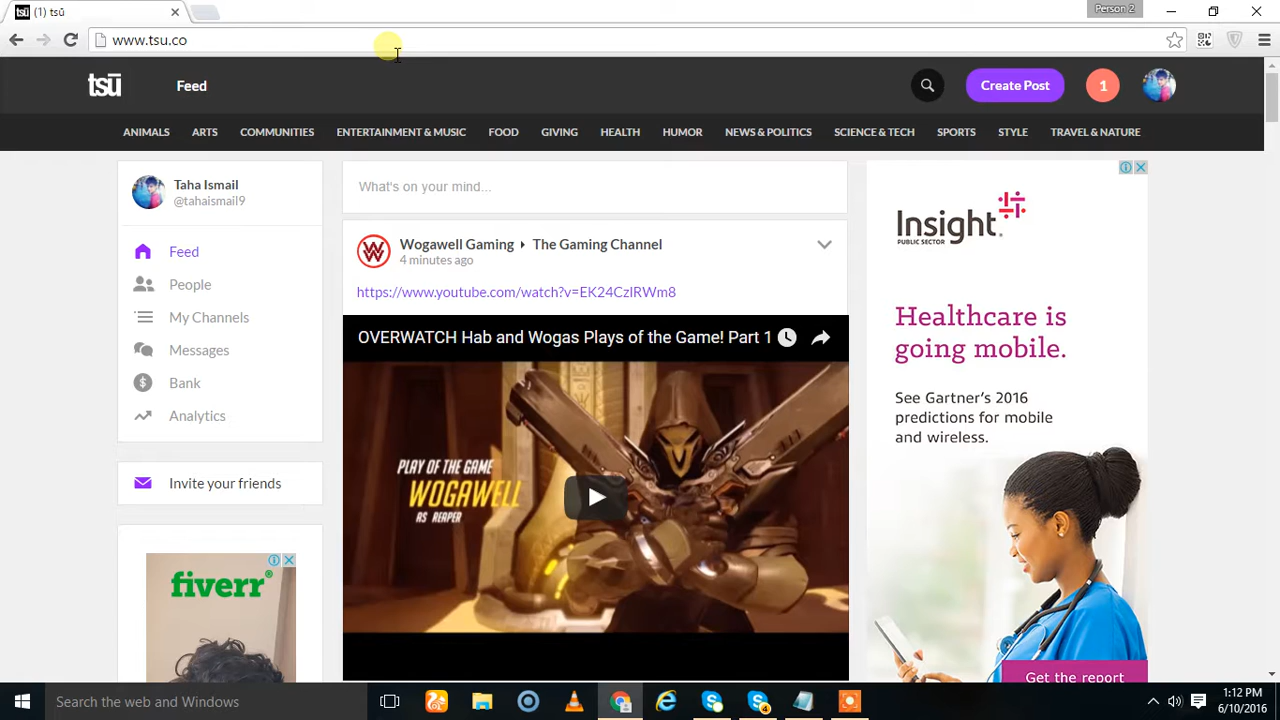 (1) tsū
Person 2
www.tsu.co
tsū
Feed
Create Post
1
ANIMALS
ARTS
COMMUNITIES
ENTERTAINMENT & MUSIC
FOOD
GIVING
HEALTH
HUMOR
NEWS & POLITICS
SCIENCE & TECH
SPORTS
STYLE
TRAVEL & NATURE
Taha Ismail
@tahaismail9
Feed
People
My Channels
Messages
Bank
Analytics
Invite your friends
fiverr®
What's on your mind...
Wogawell Gaming ▸ The Gaming Channel
4 minutes ago
https://www.youtube.com/watch?v=EK24CzIRWm8
OVERWATCH Hab and Wogas Plays of the Game! Part 1
PLAY OF THE GAME
WOGAWELL
AS REAPER
Insight.
PUBLIC SECTOR
Healthcare is
going mobile.
See Gartner's 2016
predictions for mobile
and wireless.
Get the report
Search the web and Windows
4
1:12 PM
6/10/2016